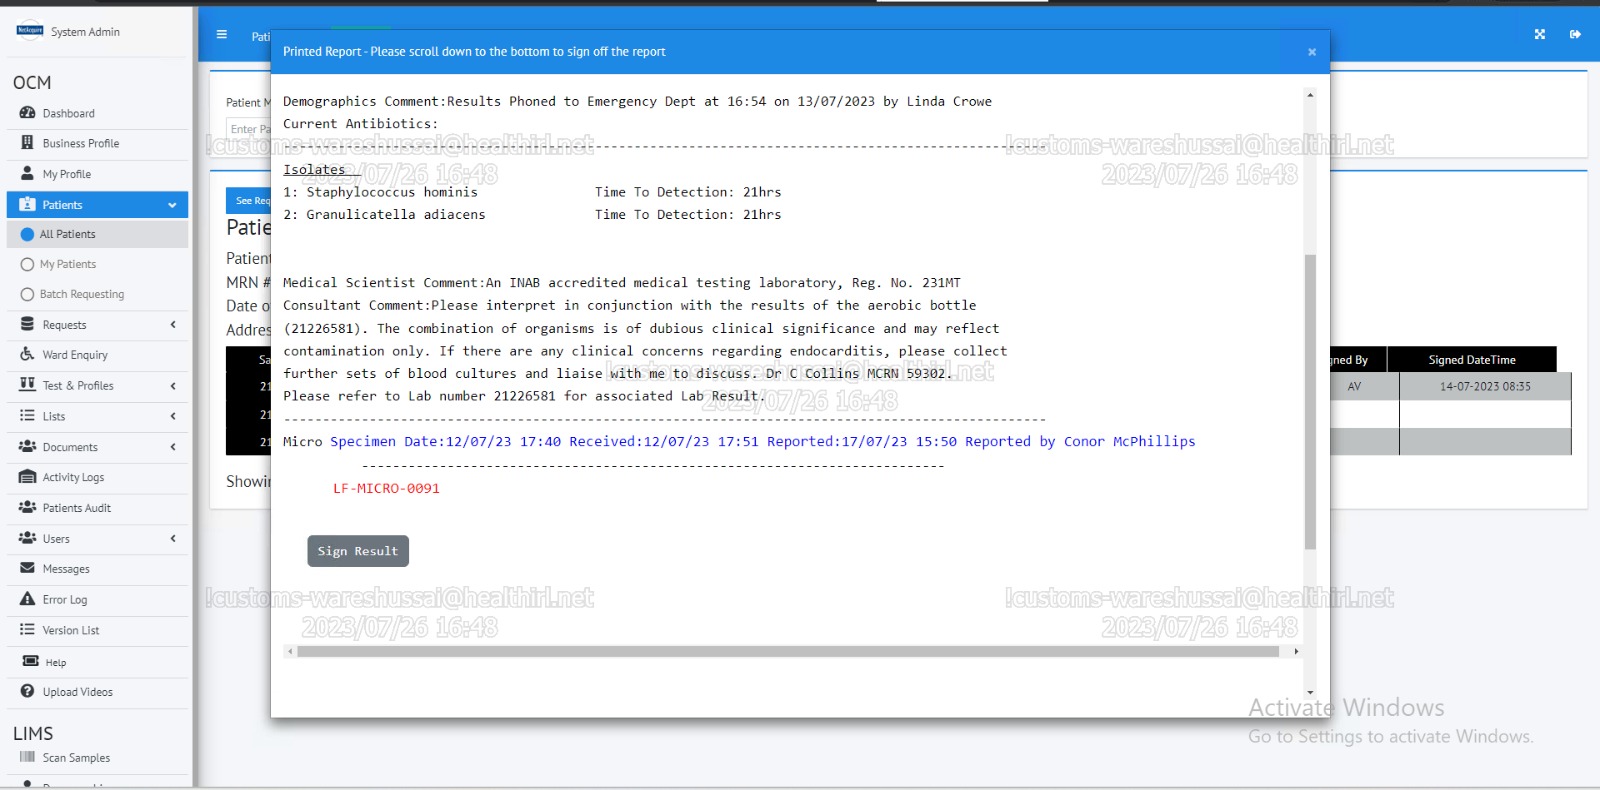 NetAcquire
System Admin
OCM
Dashboard
Business Profile
My Profile
Patients
All Patients
My Patients
Batch Requesting
Requests
Ward Enquiry
Test & Profiles
Lists
Documents
Activity Logs
Patients Audit
Users
Messages
Error Log
Version List
Help
Upload Videos
LIMS
Scan Samples
Pati
Patient M
Enter Pa
See Req
Patie
Patient
MRN #
Date o
Addres
Sa
21
21
21
Showin
Printed Report - Please scroll down to the bottom to sign off the report
×
Demographics Comment:Results Phoned to Emergency Dept at 16:54 on 13/07/2023 by Linda Crowe
Current Antibiotics:
--------------------------------------------------------------------------------------------------
Isolates
1: Staphylococcus hominis Time To Detection: 21hrs
2: Granulicatella adiacens Time To Detection: 21hrs
Medical Scientist Comment:An INAB accredited medical testing laboratory, Reg. No. 231MT
Consultant Comment:Please interpret in conjunction with the results of the aerobic bottle
(21226581). The combination of organisms is of dubious clinical significance and may reflect
contamination only. If there are any clinical concerns regarding endocarditis, please collect
further sets of blood cultures and liaise with me to discuss. Dr C Collins MCRN 59302.
Please refer to Lab number 21226581 for associated Lab Result.
--------------------------------------------------------------------------------------------------
Micro Specimen Date:12/07/23 17:40 Received:12/07/23 17:51 Reported:17/07/23 15:50 Reported by Conor McPhillips
---------------------------------------------------------------------------
LF-MICRO-0091
Sign Result
gned By Signed DateTime
AV 14-07-2023 08:35
!customs-wareshussai@healthirl.net
2023/07/26 16:48
!customs-wareshussai@healthirl.net
2023/07/26 16:48
!customs-wareshussai@healthirl.net
2023/07/26 16:48
!customs-wareshussai@healthirl.net
2023/07/26 16:48
!customs-wareshussai@healthirl.net
2023/07/26 16:48
Activate Windows
Go to Settings to activate Windows.